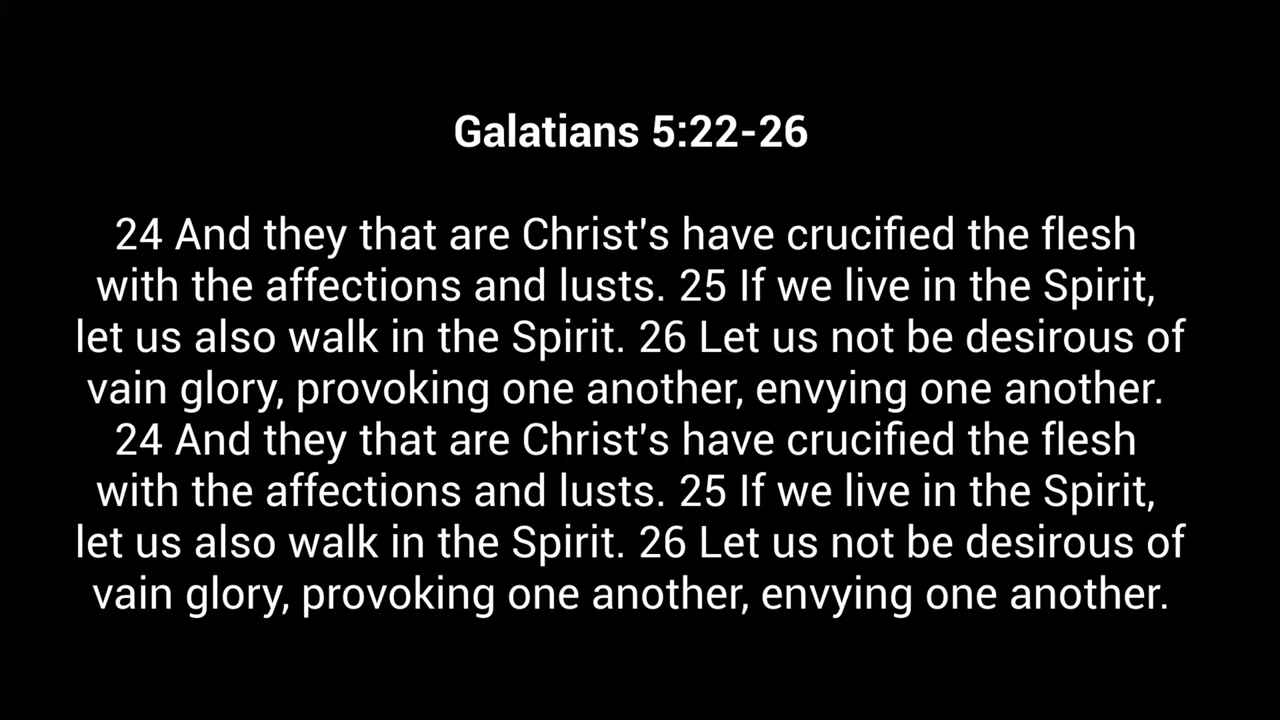 Galatians 5:22-26
24 And they that are Christ's have crucified the flesh
with the affections and lusts. 25 If we live in the Spirit,
let us also walk in the Spirit. 26 Let us not be desirous of
vain glory, provoking one another, envying one another.
24 And they that are Christ's have crucified the flesh
with the affections and lusts. 25 If we live in the Spirit,
let us also walk in the Spirit. 26 Let us not be desirous of
vain glory, provoking one another, envying one another.